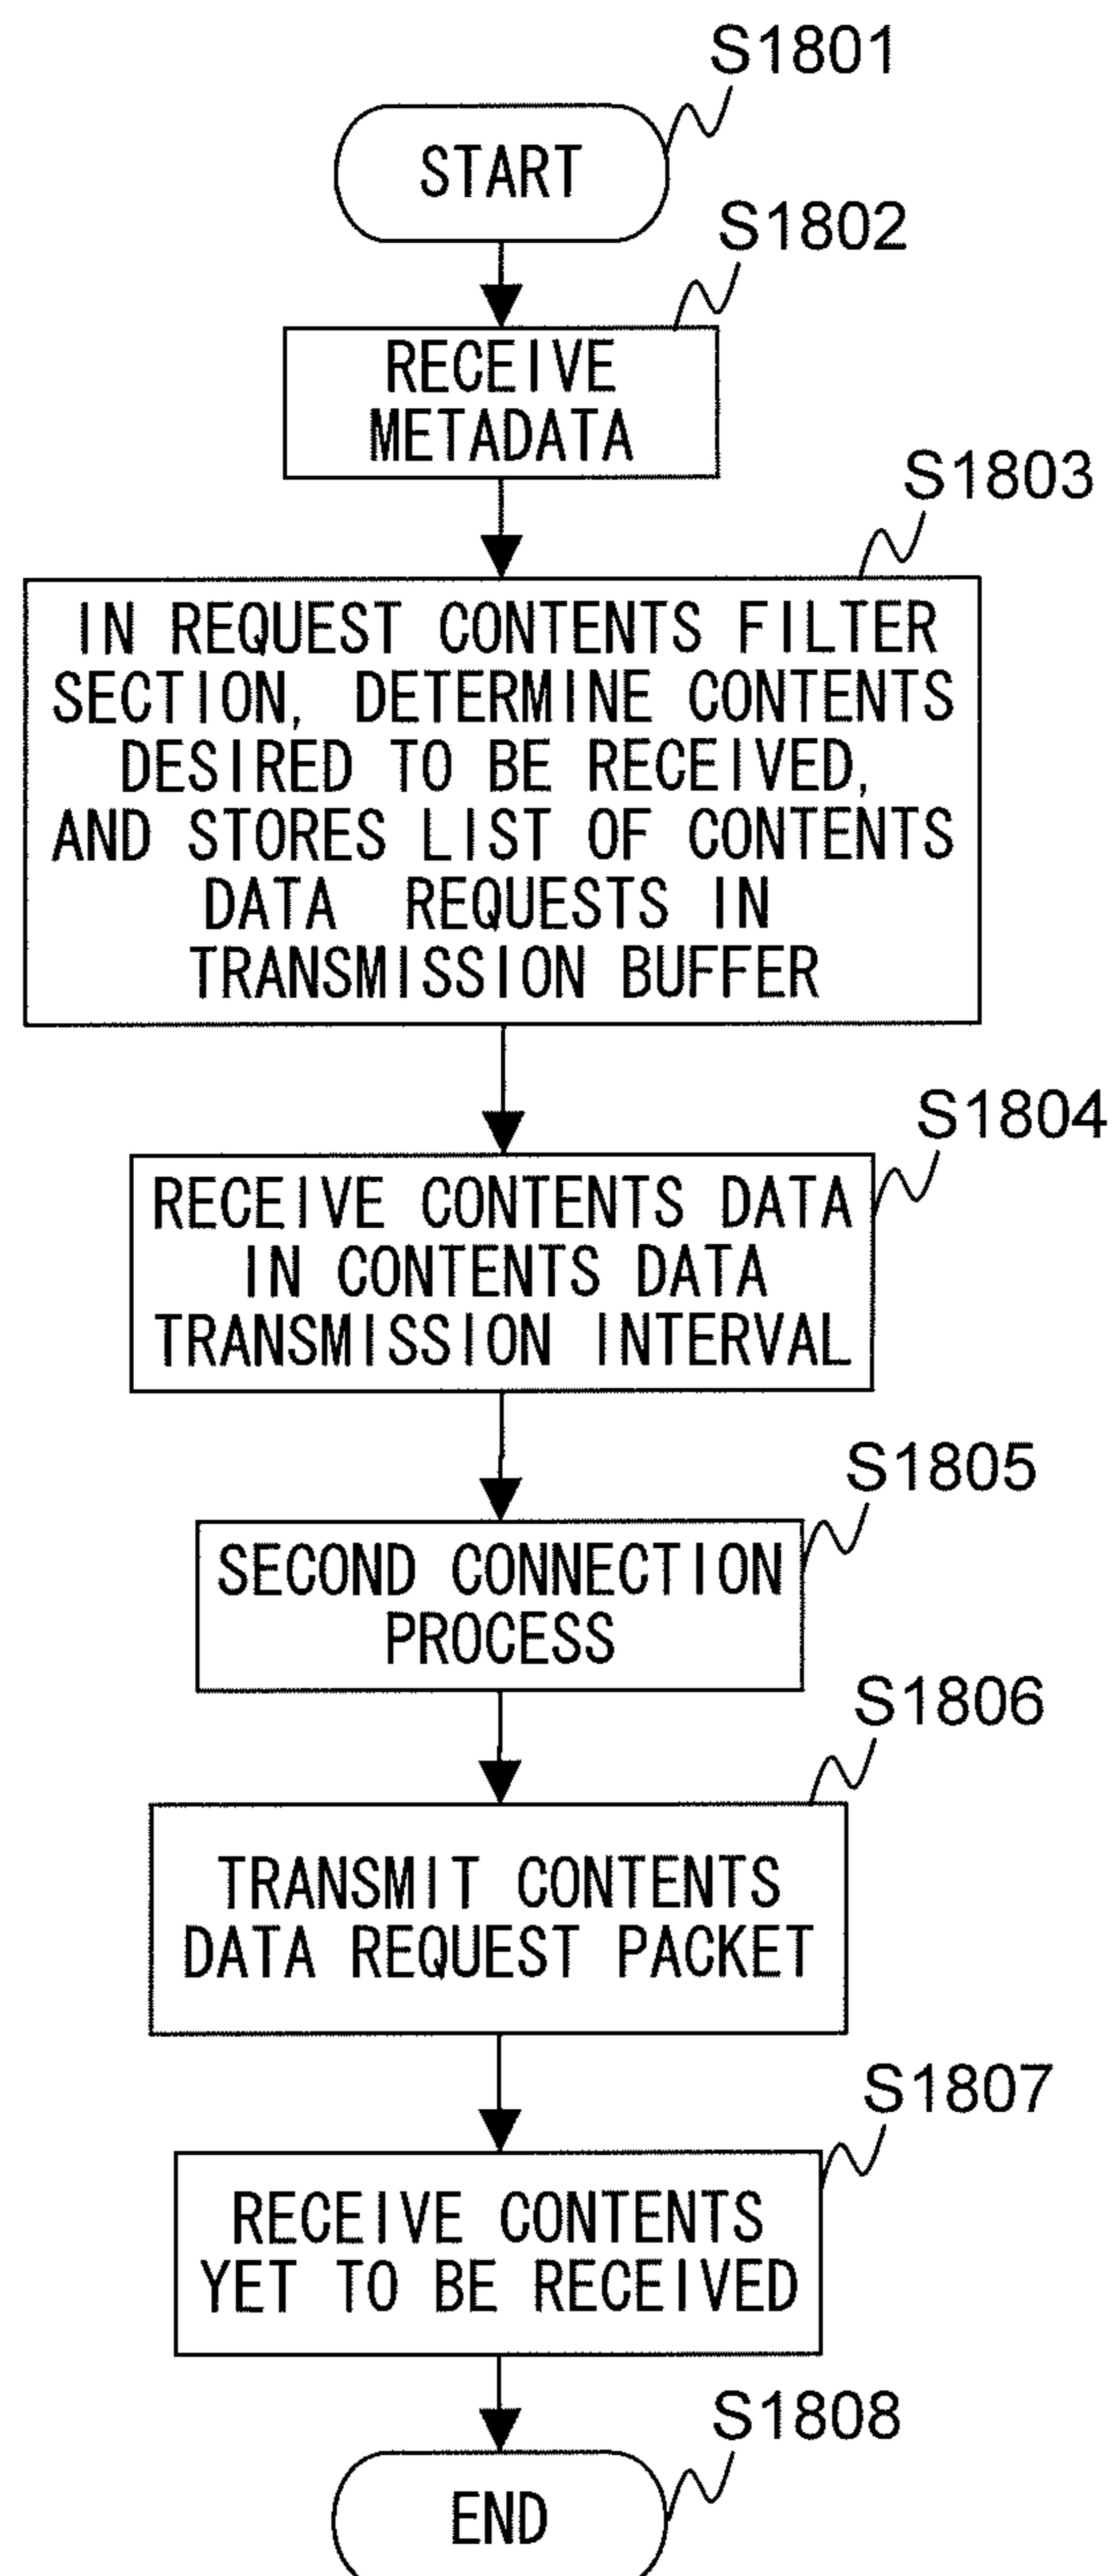 S1801
START
S1802
RECEIVE
METADATA
S1803
IN REQUEST CONTENTS FILTER
SECTION, DETERMINE CONTENTS
DESIRED TO BE RECEIVED,
AND STORES LIST OF CONTENTS
DATA REQUESTS IN
TRANSMISSION BUFFER
S1804
RECEIVE CONTENTS DATA
IN CONTENTS DATA
TRANSMISSION INTERVAL
S1805
SECOND CONNECTION
PROCESS
S1806
TRANSMIT CONTENTS
DATA REQUEST PACKET
S1807
RECEIVE CONTENTS
YET TO BE RECEIVED
S1808
END